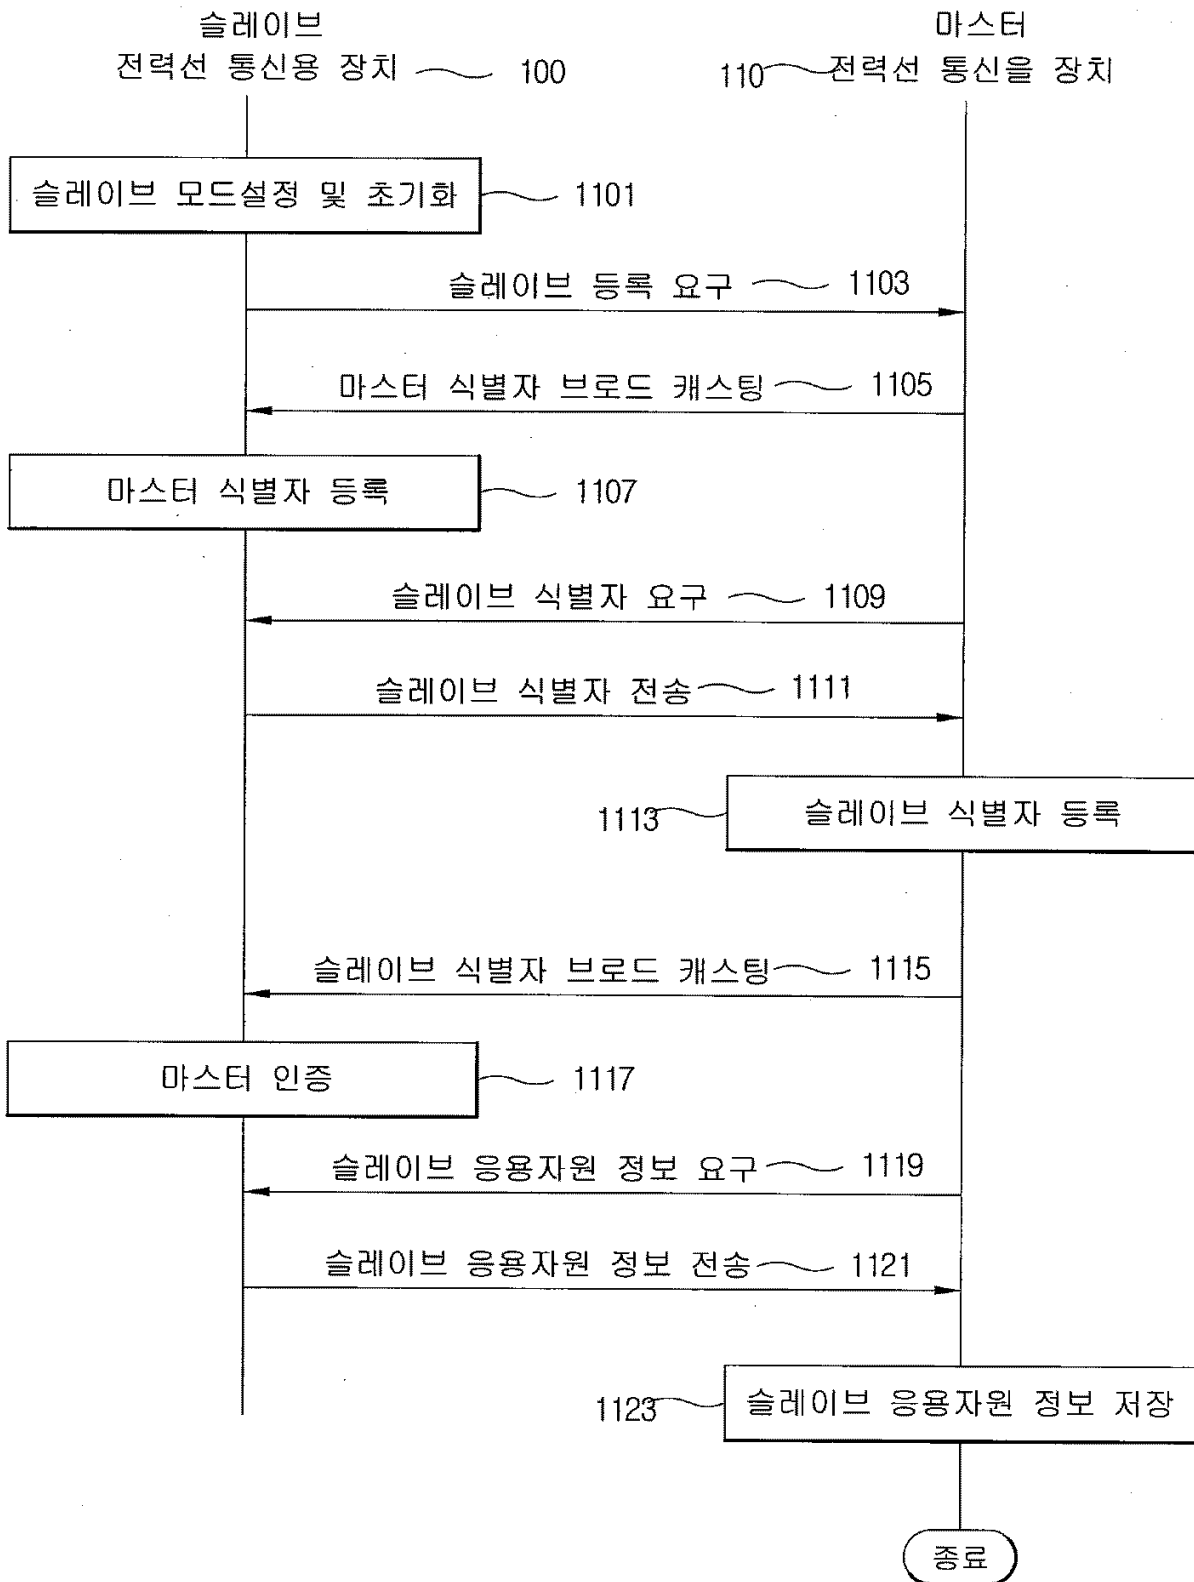 슬레이브
전력선 통신용 장치 100
마스터
110 전력선 통신을 장치
슬레이브 모드설정 및 초기화 1101
슬레이브 등록 요구 1103
마스터 식별자 브로드 캐스팅 1105
마스터 식별자 등록 1107
슬레이브 식별자 요구 1109
슬레이브 식별자 전송 1111
1113 슬레이브 식별자 등록
슬레이브 식별자 브로드 캐스팅 1115
마스터 인증 1117
슬레이브 응용자원 정보 요구 1119
슬레이브 응용자원 정보 전송 1121
1123 슬레이브 응용자원 정보 저장
종료